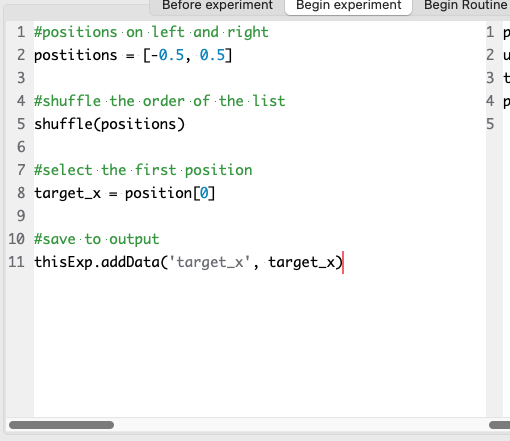 Before experiment Begin experiment Begin Routine
1 #positions on left and right
2 postitions = [-0.5, 0.5]
3
4 #shuffle the order of the list
5 shuffle(positions)
6
7 #select the first position
8 target_x = position[0]
9
10 #save to output
11 thisExp.addData('target_x', target_x)
1 p
2 u
3 t
4 p
5